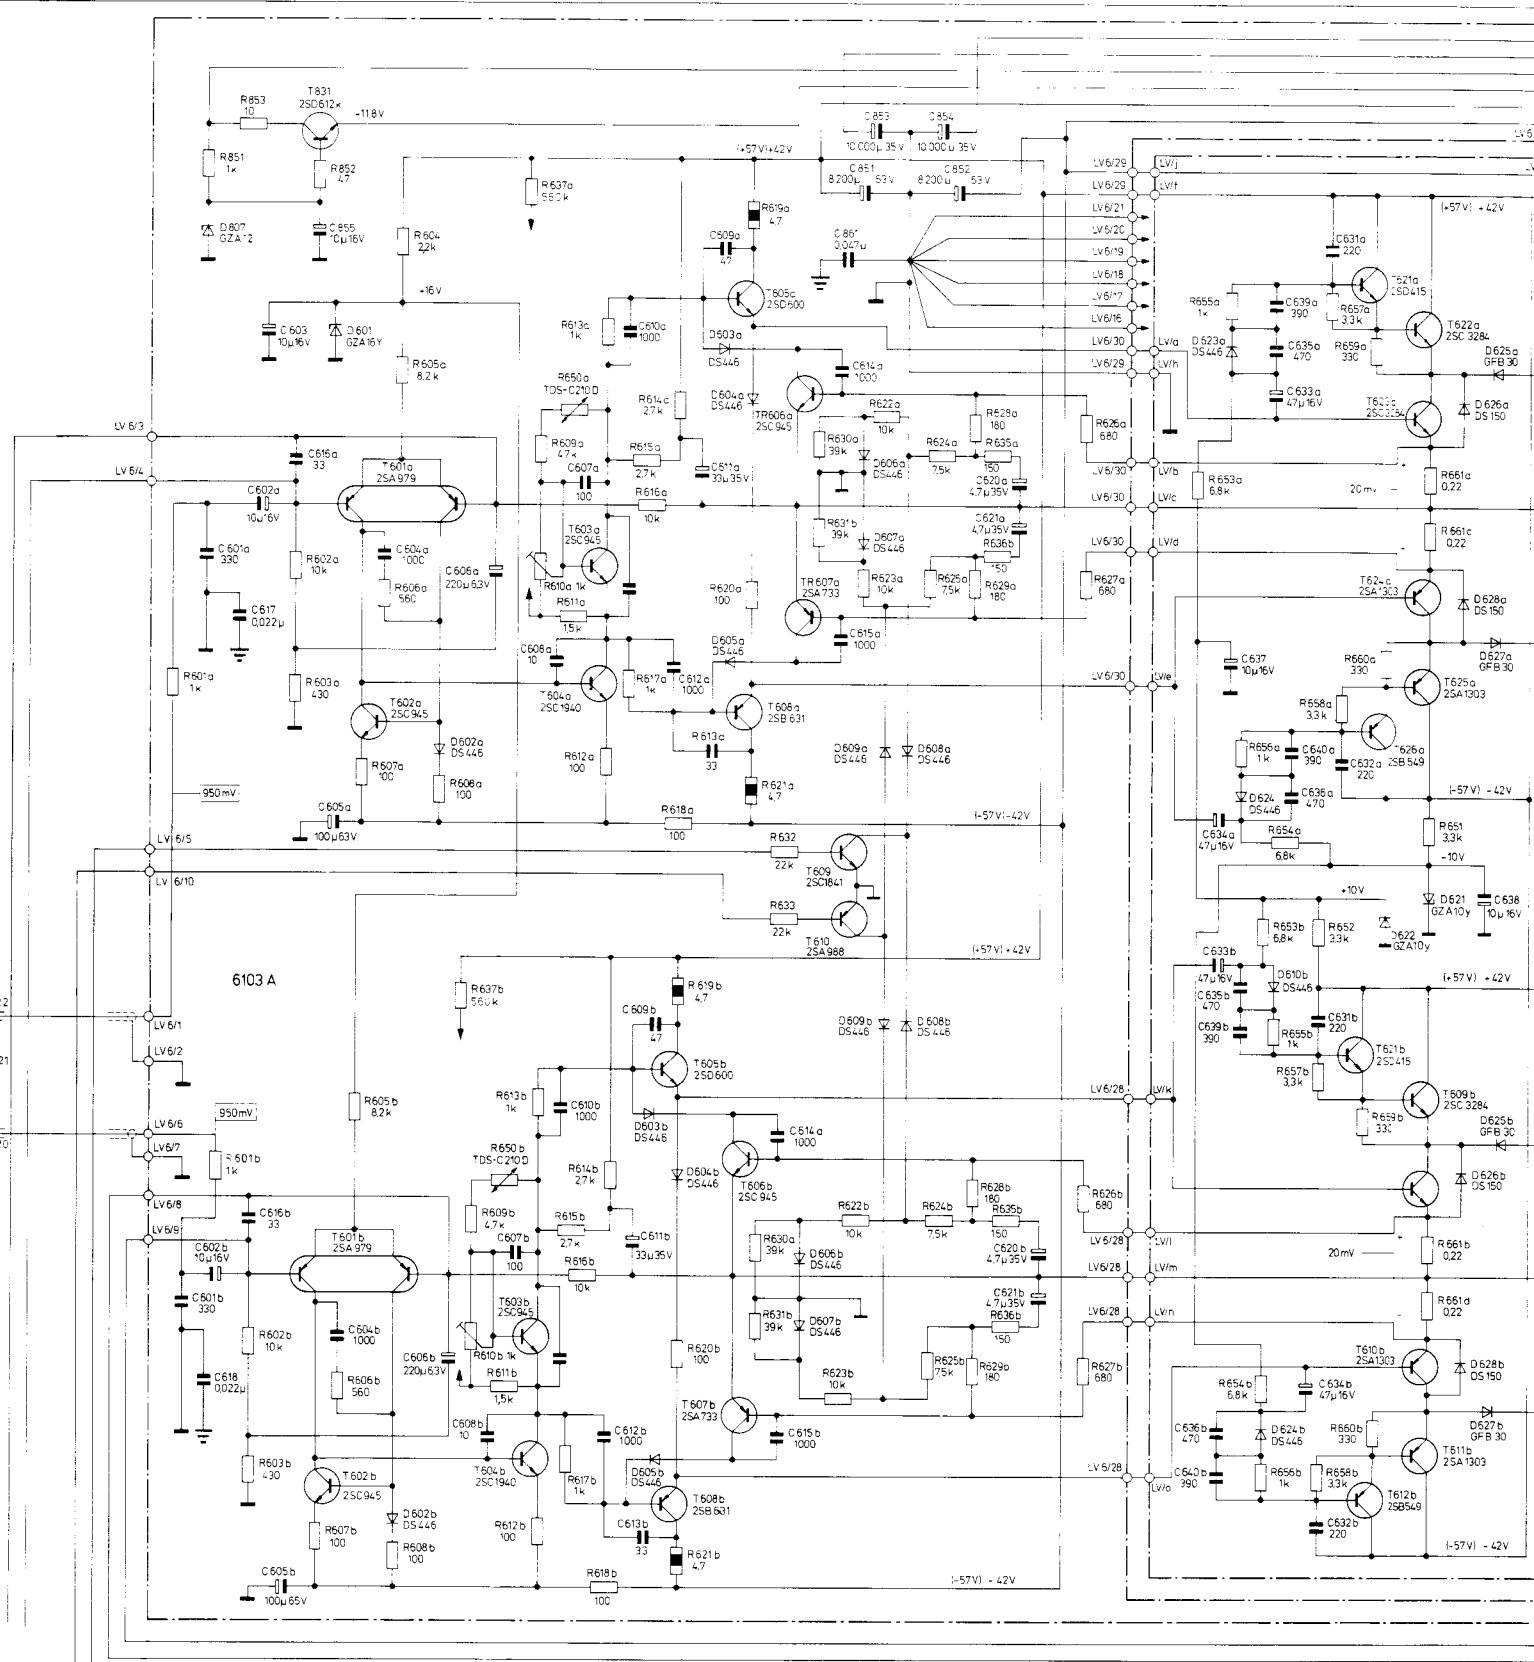 T831
2SD612k
R853
10
-11.8V
R851
1k
R852
47
D807
C855
10µ16V
R604
2,2k
+16V
C603
10µ16V
D601
GZA16Y
R605a
8,2k
R637a
560k
(+57V)+42V
R619a
4,7
C609a
47
2SD600
C853
10 000µ 35V
C854
10 000µ 35V
C851
8200µ 53V
C852
8200µ 53V
0,047µ
LV6/29
LV/j
LV6/29
LV/f
LV6/21
LV6/20
LV6/19
LV6/18
LV6/17
LV6/16
LV6/30
LV/a
LV6/29
LV/h
(+57V) +42V
C631a
220
T621a
2SD415
R655a
1k
C639a
390
R657a
3,3k
T622a
2SC3284
D623a
DS446
C635a
470
R659a
330
D625a
GFB30
C633a
47µ16V
2SC3284
D626a
DS150
1k
C610a
1000
D603a
DS446
C614a
1000
R650a
TDS-C210D
2,7k
D604a
DS446
TR606a
2SC945
R622a
10k
R628a
180
R626a
680
LV6/3
LV6/4
C616a
33
T601a
2SA979
R609a
4,7k
R615a
2,7k
C607a
100
C611a
33µ35V
R630a
39k
D606a
DS446
R624a
7,5k
R635a
150
C620a
4,7µ35V
LV6/30
LV/b
R653a
6,8k
20mv
R661a
0,22
C602a
10µ16V
R616a
10k
LV6/30
LV/c
C601a
330
R602a
10k
C604a
1000
R606a
560
C606a
220µ63V
T603a
2SC945
R610a 1k
R611a
1,5k
R631b
39k
D607a
DS446
C621a
4,7µ35V
R636b
150
LV6/30
LV/d
R661c
0,22
R620a
100
TR607a
2SA733
R623a
10k
R625a
7,5k
R629a
180
R627a
680
2SA1303
D628a
DS150
C617
0,022µ
C608a
10
D605a
DS446
C615a
1000
R601a
1k
R603a
430
T602a
2SC945
T604a
2SC1940
R617a
1k
C612a
1000
T608a
2SB631
LV6/30
LV/e
C637
10µ16V
R660a
330
D627a
GFB30
T625a
2SA1303
R658a
3,3k
D602a
DS446
R607a
100
R608a
100
R612a
100
33
D609a
DS446
D608a
DS446
R656a
1k
C640a
390
C632a
220
T626a
2SB549
R621a
4,7
950mV
C605a
100µ63V
R618a
100
(-57V)-42V
D624
DS446
C636a
470
(-57V) -42V
C634a
47µ16V
R654a
6,8k
R651
3,3k
-10V
LV6/5
LV6/10
R632
22k
T609
2SC1841
R633
22k
T610
2SA988
+10V
D621
GZA10y
C638
10µ16V
R653b
6,8k
R652
3,3k
D622
GZA10y
6103 A
(+57V)+42V
R637b
560k
R619b
4,7
C609b
47
C633b
47µ16V
D610b
DS446
C635b
470
(+57V) +42V
LV6/1
LV6/2
T605b
2SD600
D609b
DS446
D608b
DS446
C639b
390
R655b
1k
C631b
220
T621b
2SD415
R657b
3,3k
R605b
8,2k
R613b
1k
C610b
1000
LV6/28
LV/k
T609b
2SC3284
950mV
LV6/6
LV6/7
D603b
DS446
C614a
1000
R659b
D625b
GFB30
R601b
1k
R650b
TDS-C210D
R614b
2,7k
D604b
DS446
T606b
2SC945
D626b
DS150
LV6/8
LV6/9
R628b
180
R626b
680
C616b
33
R609b
4,7k
R615b
2,7k
C611b
33µ35V
R622b
10k
R624b
7,5k
R635b
150
C602b
10µ16V
T601b
2SA979
C607b
100
R616b
10k
R630a
39k
D606b
DS446
C620b
4,7µ35V
LV6/28
LV/l
20mV
R661b
0,22
LV6/28
LV/m
C601b
330
T603b
2SC945
C621b
4,7µ35V
R661d
0,22
R602b
10k
C604b
1000
R610b 1k
R631b
39k
D607b
DS446
R636b
150
LV6/28
LV/n
C606b
220µ63V
R611b
1,5k
R620b
100
R623b
10k
R625b
7,5k
R629b
180
R627b
680
T610b
2SA1303
D628b
DS150
C618
0,022µ
R606b
560
T607b
2SA733
R654b
6,8k
C634b
47µ16V
C608b
10
C612b
1000
C615b
1000
C636b
470
D624b
DS446
R660b
330
D627b
GFB30
R603b
430
T602b
2SC945
T604b
2SC1940
R617b
1k
D605b
DS446
T608b
2SB631
LV6/28
LV/o
C640b
390
R656b
1k
R658b
3,3k
T611b
2SA1303
T612b
2SB549
D602b
DS446
R607b
100
R608b
100
R612b
100
C613b
33
C632b
220
R621b
4,7
(-57V) -42V
C605b
100µ65V
R618b
100
(-57V) -42V